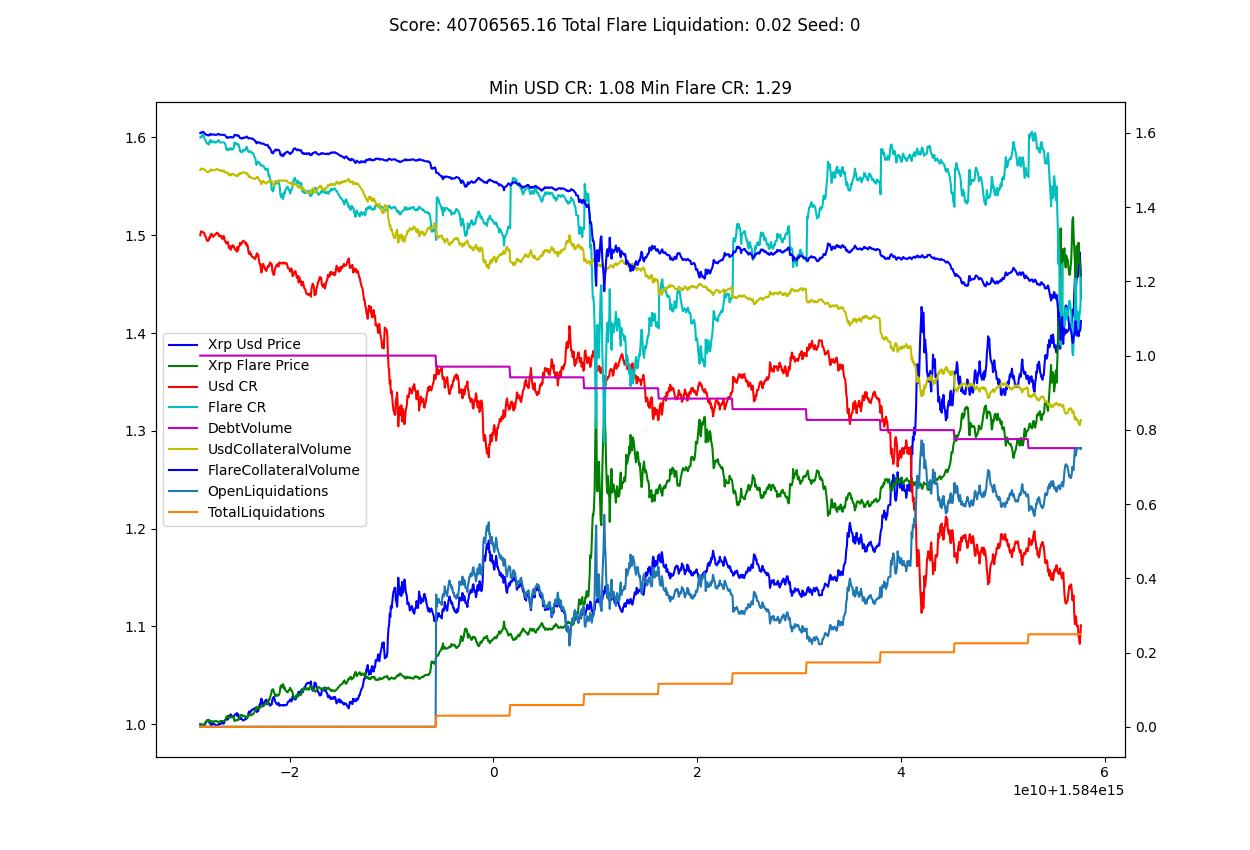 Score: 40706565.16 Total Flare Liquidation: 0.02 Seed: 0
Min USD CR: 1.08 Min Flare CR: 1.29
1.6
1.5
1.4
1.3
1.2
1.1
1.0
Xrp Usd Price
Xrp Flare Price
Usd CR
Flare CR
DebtVolume
UsdCollateralVolume
FlareCollateralVolume
OpenLiquidations
TotalLiquidations
1.6
1.4
1.2
1.0
0.8
0.6
0.4
0.2
0.0
−2 0 2 4 6
1e10+1.584e15